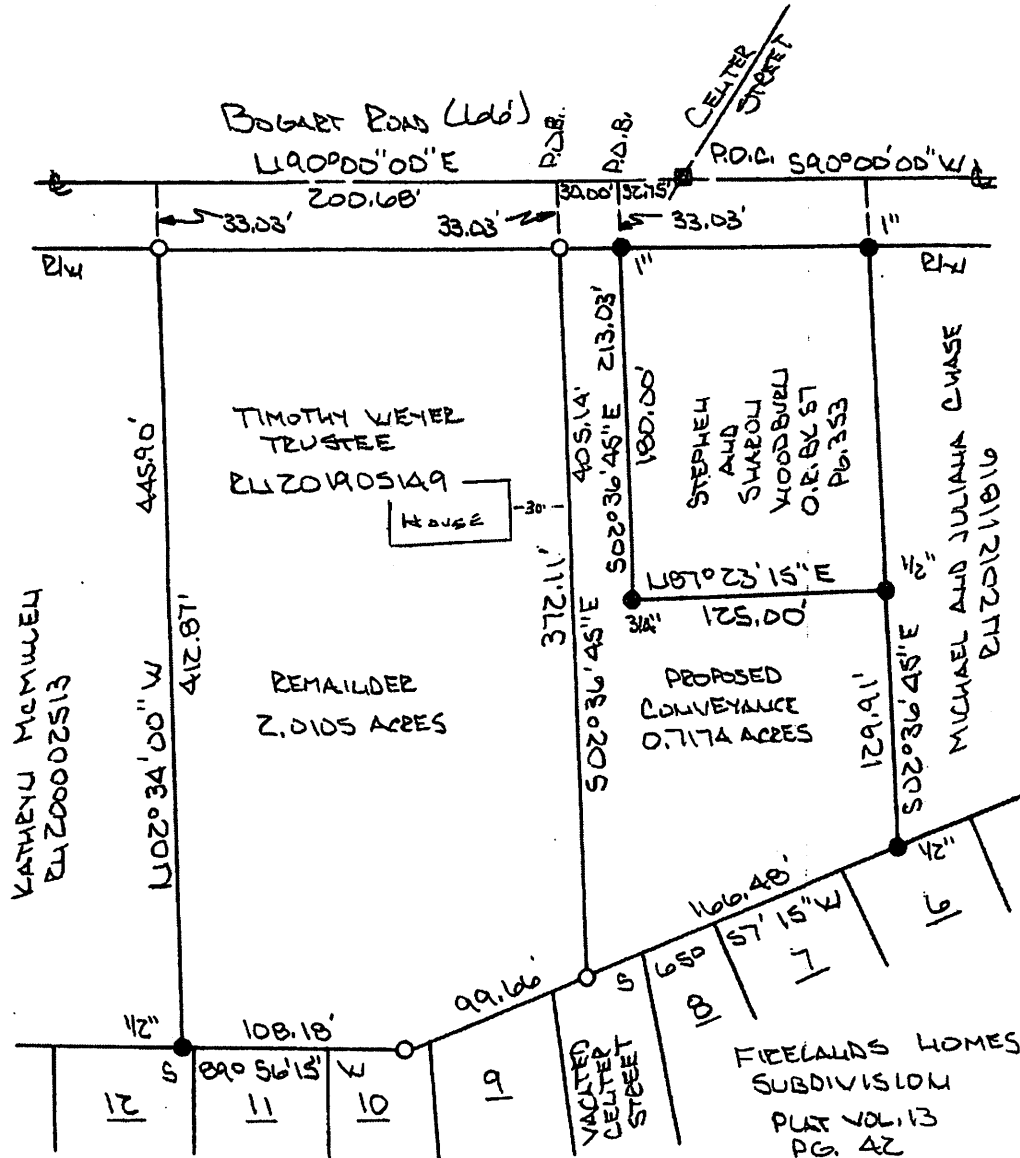 CENTER
STREET
BOGART ROAD (66')
P.O.B.
P.O.B.
N90°00'00"E
P.O.C. S90°00'00"W
℄
200.68'
30.00'
32.75'
℄
33.03'
33.03'
33.03'
1"
1"
R/W
R/W
445.90'
412.87'
N02°34'00"W
TIMOTHY WEYER
TRUSTEE
RN201905149
HOUSE
30'
405.14'
372.11'
S02°36'45"E
S02°36'45"E 213.03'
180.00'
STEPHEN
AND
SHARON
WOODBURN
O.R. BK 57
PG. 353
MICHAEL AND JULIANA CHASE
RN201211816
1/2"
3/4"
N87°23'15"E
125.00'
KATHRYN McMILLEN
RN200002513
REMAINDER
2.0105 ACRES
PROPOSED
CONVEYANCE
0.7174 ACRES
129.91'
S02°36'45"E
1/2"
166.48'
S 65° 57' 15" W
99.66'
1/2"
108.18'
S 89° 56'15" W
12
11
10
9
VACATED
CENTER
STREET
8
7
6
FIRELANDS HOMES
SUBDIVISION
PLAT VOL. 13
PG. 42